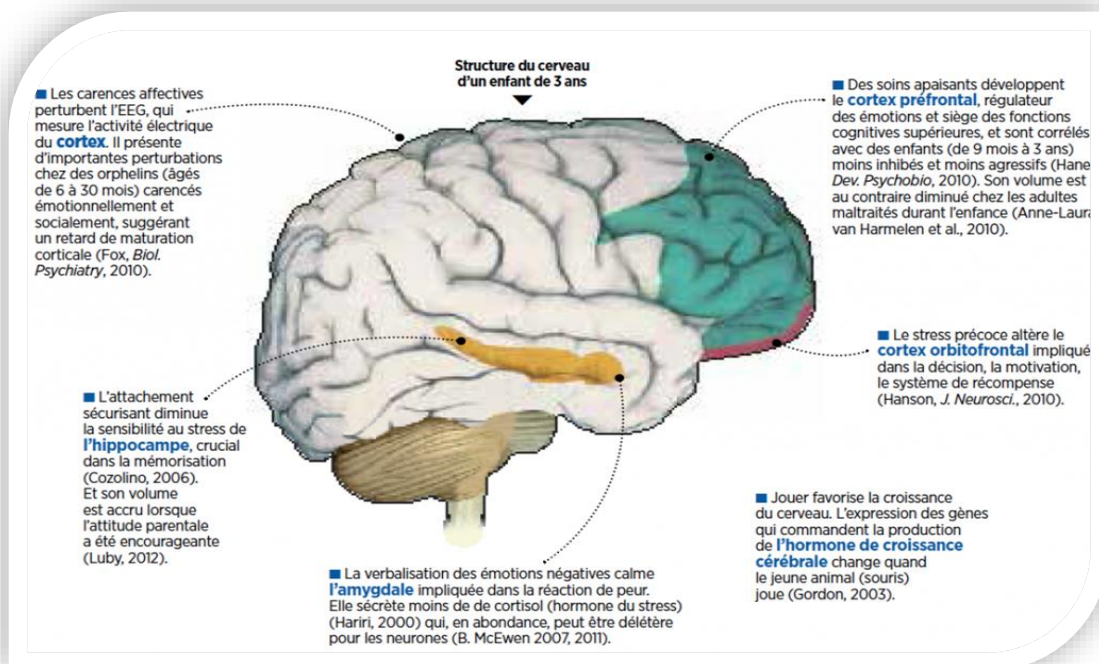 Structure du cerveau
d'un enfant de 3 ans
■ Les carences affectives
perturbent l'EEG, qui
mesure l'activité électrique
du cortex. Il présente
d'importantes perturbations
chez des orphelins (âgés
de 6 à 30 mois) carencés
émotionnellement et
socialement, suggérant
un retard de maturation
corticale (Fox, Biol.
Psychiatry, 2010).
■ Des soins apaisants développent
le cortex préfrontal, régulateur
des émotions et siège des fonctions
cognitives supérieures, et sont corrélés
avec des enfants (de 9 mois à 3 ans)
moins inhibés et moins agressifs (Hane
Dev. Psychobio, 2010). Son volume est
au contraire diminué chez les adultes
maltraités durant l'enfance (Anne-Laura
van Harmelen et al., 2010).
■ Le stress précoce altère le
cortex orbitofrontal impliqué
dans la décision, la motivation,
le système de récompense
(Hanson, J. Neurosci., 2010).
■ L'attachement
sécurisant diminue
la sensibilité au stress de
l'hippocampe, crucial
dans la mémorisation
(Cozolino, 2006).
Et son volume
est accru lorsque
l'attitude parentale
a été encourageante
(Luby, 2012).
■ Jouer favorise la croissance
du cerveau. L'expression des gènes
qui commandent la production
de l'hormone de croissance
cérébrale change quand
le jeune animal (souris)
joue (Gordon, 2003).
■ La verbalisation des émotions négatives calme
l'amygdale impliquée dans la réaction de peur.
Elle sécrète moins de de cortisol (hormone du stress)
(Hariri, 2000) qui, en abondance, peut être délétère
pour les neurones (B. McEwen 2007, 2011).